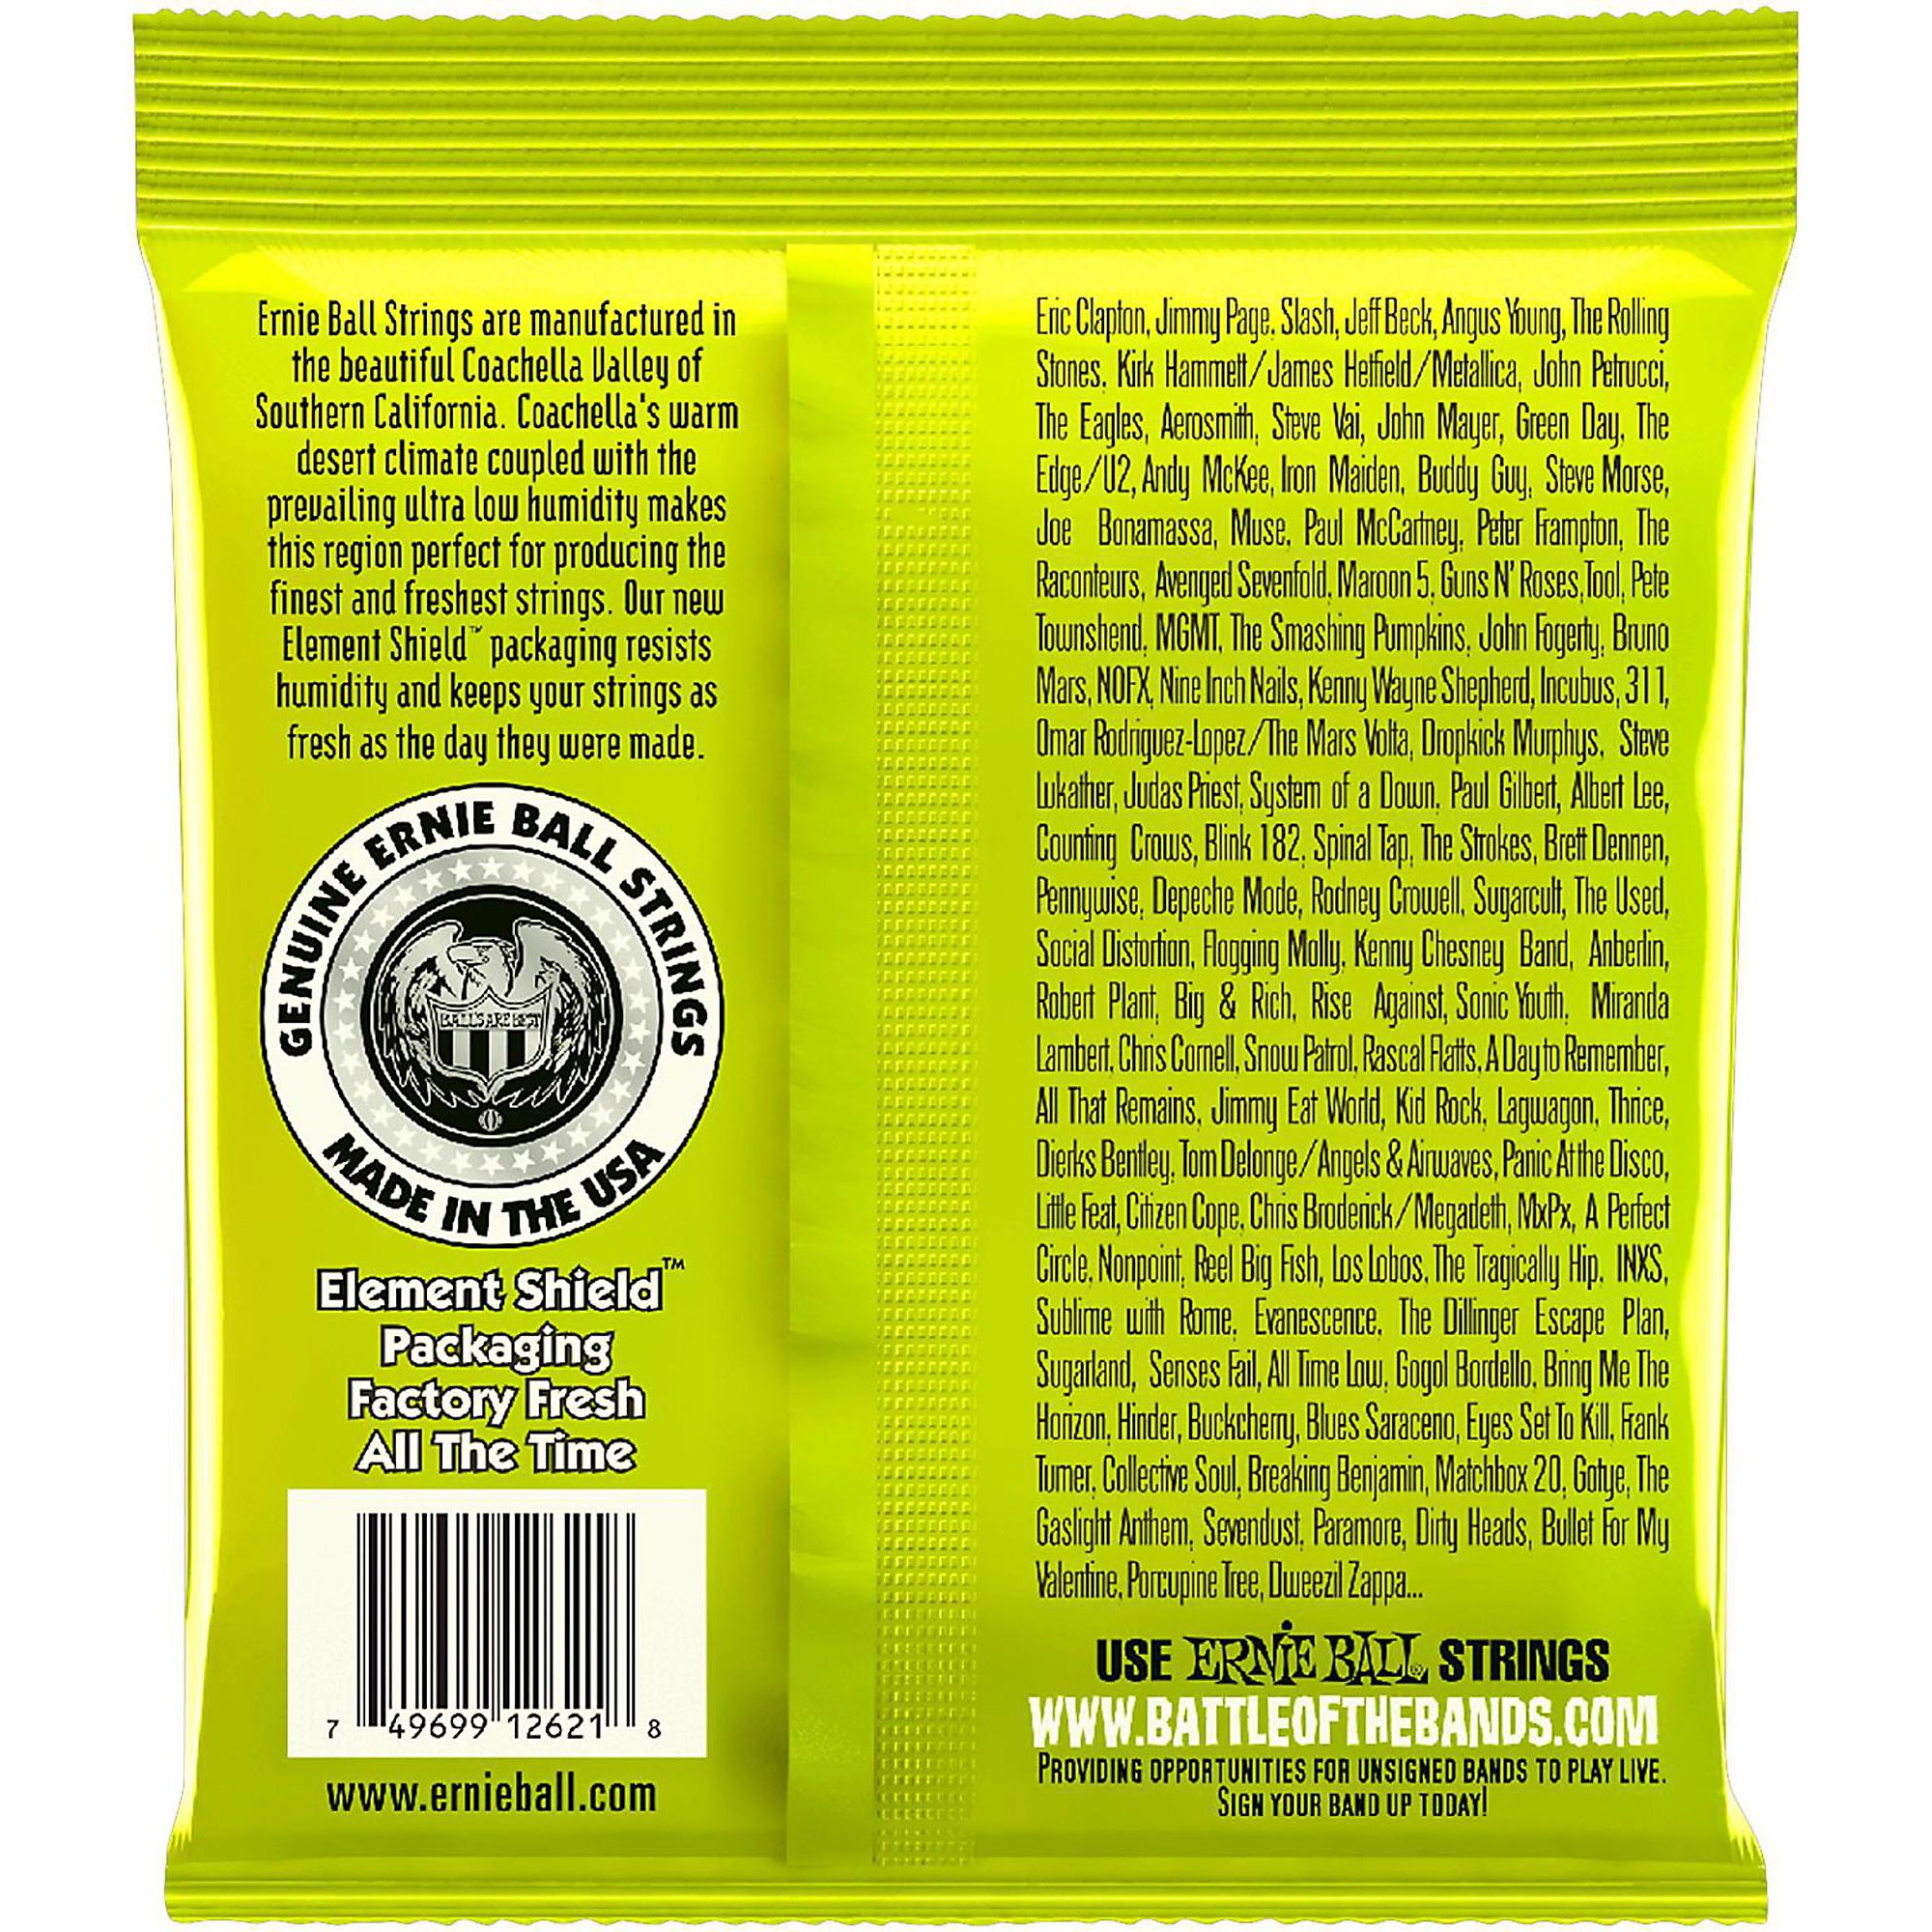 Ernie Ball Strings are manufactured in
the beautiful Coachella Valley of
Southern California. Coachella's warm
desert climate coupled with the
prevailing ultra low humidity makes
this region perfect for producing the
finest and freshest strings. Our new
Element Shield™ packaging resists
humidity and keeps your strings as
fresh as the day they were made.
GENUINE ERNIE BALL STRINGS
BALLS ARE BEST
MADE IN THE USA
Element Shield™
Packaging
Factory Fresh
All The Time
7 49699 12621 8
www.ernieball.com
Eric Clapton, Jimmy Page, Slash, Jeff Beck, Angus Young, The Rolling
Stones, Kirk Hammett/James Hetfield/Metallica, John Petrucci,
The Eagles, Aerosmith, Steve Vai, John Mayer, Green Day, The
Edge/U2, Andy McKee, Iron Maiden, Buddy Guy, Steve Morse,
Joe Bonamassa, Muse, Paul McCartney, Peter Frampton, The
Raconteurs, Avenged Sevenfold, Maroon 5, Guns N' Roses, Tool, Pete
Townshend, MGMT, The Smashing Pumpkins, John Fogerty, Bruno
Mars, NOFX, Nine Inch Nails, Kenny Wayne Shepherd, Incubus, 311,
Omar Rodriguez-Lopez/The Mars Volta, Dropkick Murphys, Steve
Lukather, Judas Priest, System of a Down, Paul Gilbert, Albert Lee,
Counting Crows, Blink 182, Spinal Tap, The Strokes, Brett Dennen,
Pennywise, Depeche Mode, Rodney Crowell, Sugarcult, The Used,
Social Distortion, Flogging Molly, Kenny Chesney Band, Anberlin,
Robert Plant, Big & Rich, Rise Against, Sonic Youth, Miranda
Lambert, Chris Cornell, Snow Patrol, Rascal Flatts, A Day to Remember,
All That Remains, Jimmy Eat World, Kid Rock, Lagwagon, Thrice,
Dierks Bentley, Tom Delonge/Angels & Airwaves, Panic At the Disco,
Little Feat, Citizen Cope, Chris Broderick/Megadeth, MxPx, A Perfect
Circle, Nonpoint, Reel Big Fish, Los Lobos, The Tragically Hip, INXS,
Sublime with Rome, Evanescence, The Dillinger Escape Plan,
Sugarland, Senses Fail, All Time Low, Gogol Bordello, Bring Me The
Horizon, Hinder, Buckcherry, Blues Saraceno, Eyes Set To Kill, Frank
Turner, Collective Soul, Breaking Benjamin, Matchbox 20, Gotye, The
Gaslight Anthem, Sevendust, Paramore, Dirty Heads, Bullet For My
Valentine, Porcupine Tree, Dweezil Zappa...
USE ERNIE BALL STRINGS
WWW.BATTLEOFTHEBANDS.COM
PROVIDING OPPORTUNITIES FOR UNSIGNED BANDS TO PLAY LIVE.
SIGN YOUR BAND UP TODAY!